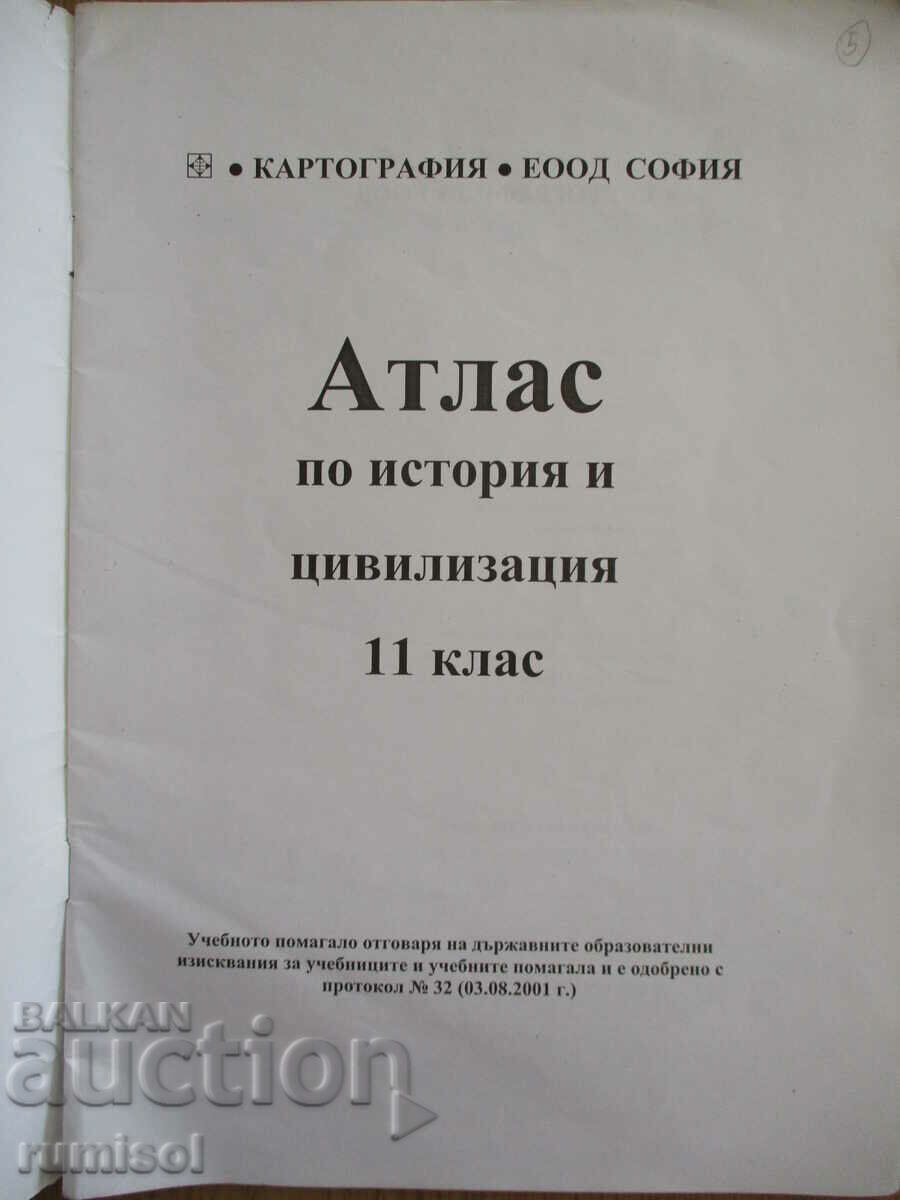 5
• КАРТОГРАФИЯ • ЕООД СОФИЯ
Атлас
по история и
цивилизация
11 клас
Учебното помагало отговаря на държавните образователни
изисквания за учебниците и учебните помагала и е одобрено с
протокол № 32 (03.08.2001 г.)
BALKAN
auction
rumisol